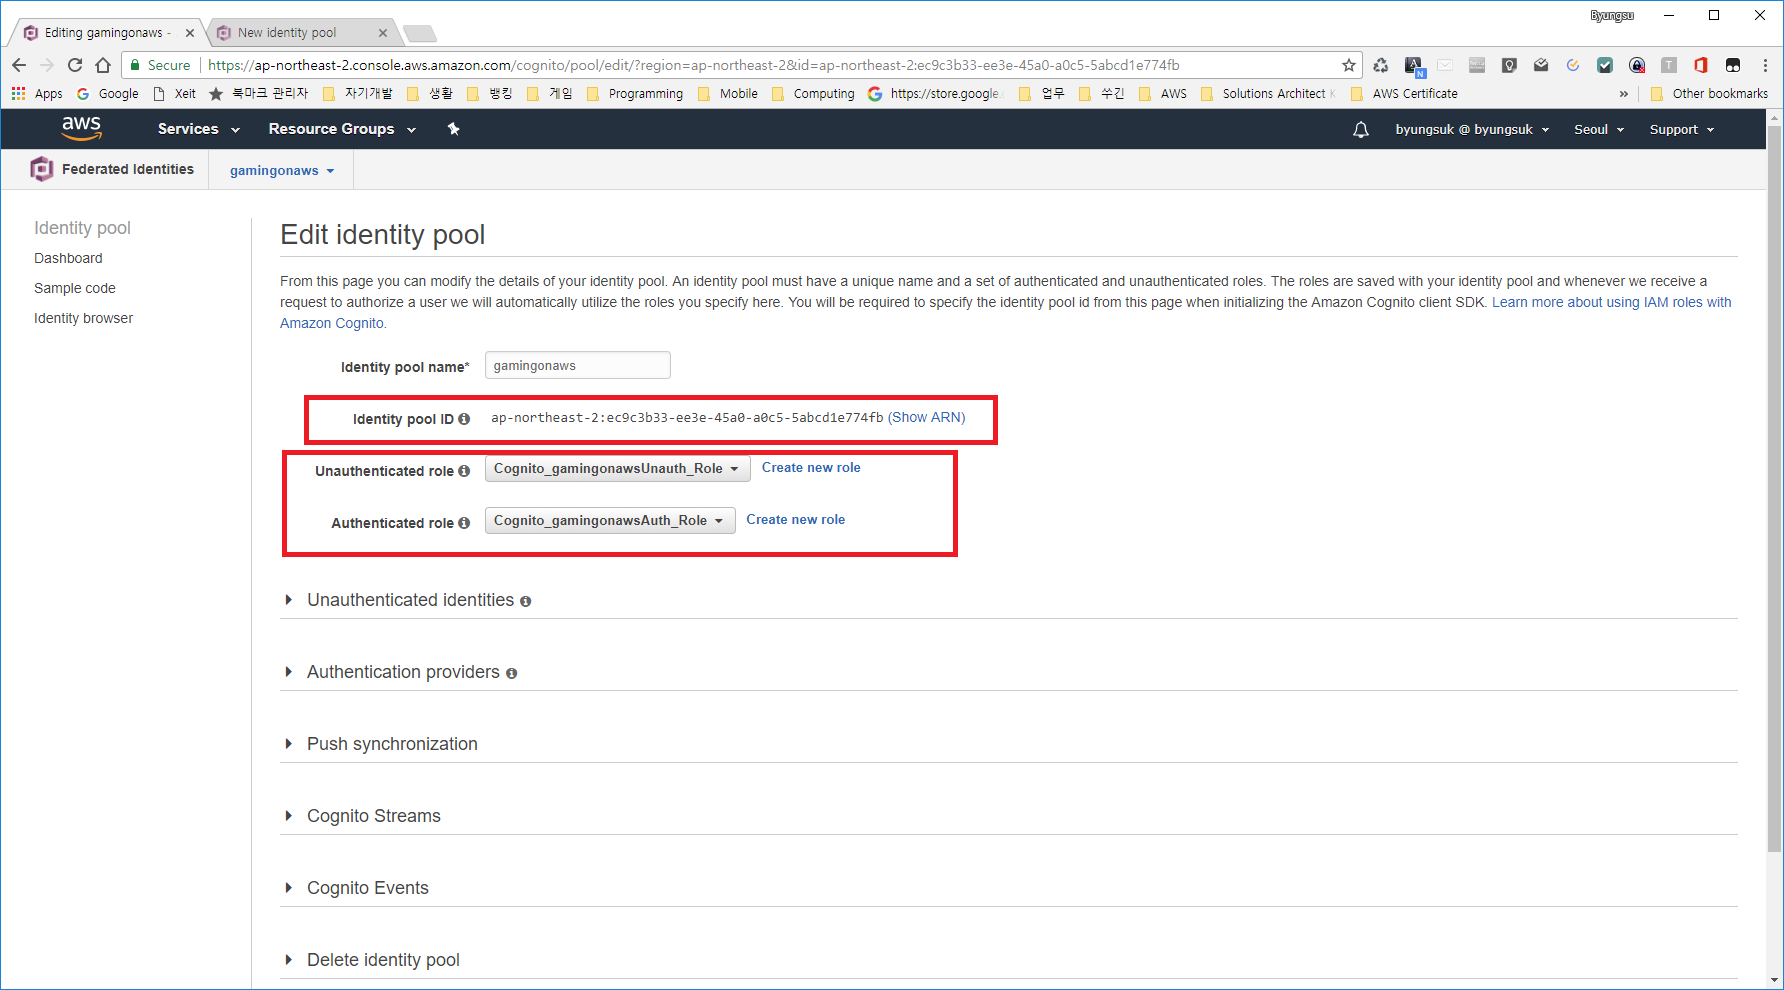 Byungsu
Editing gamingonaws -
New identity pool
Secure
https://ap-northeast-2.console.aws.amazon.com/cognito/pool/edit/?region=ap-northeast-2&id=ap-northeast-2:ec9c3b33-ee3e-45a0-a0c5-5abcd1e774fb
Apps Google Xeit 북마크 관리자 자기개발 생활 뱅킹 게임 Programming Mobile Computing https://store.google. 업무 쑤긴 AWS Solutions Architect AWS Certificate » Other bookmarks
aws Services Resource Groups byungsuk @ byungsuk Seoul Support
Federated Identities gamingonaws
Identity pool
Dashboard
Sample code
Identity browser
Edit identity pool
From this page you can modify the details of your identity pool. An identity pool must have a unique name and a set of authenticated and unauthenticated roles. The roles are saved with your identity pool and whenever we receive a
request to authorize a user we will automatically utilize the roles you specify here. You will be required to specify the identity pool id from this page when initializing the Amazon Cognito client SDK. Learn more about using IAM roles with
Amazon Cognito.
Identity pool name* gamingonaws
Identity pool ID ap-northeast-2:ec9c3b33-ee3e-45a0-a0c5-5abcd1e774fb (Show ARN)
Unauthenticated role Cognito_gamingonawsUnauth_Role Create new role
Authenticated role Cognito_gamingonawsAuth_Role Create new role
Unauthenticated identities
Authentication providers
Push synchronization
Cognito Streams
Cognito Events
Delete identity pool